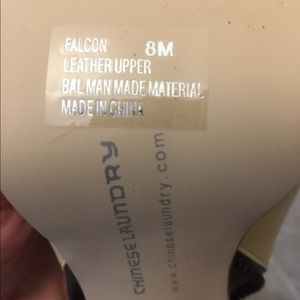 FALCON 8M
LEATHER UPPER
BAL MAN MADE MATERIAL
MADE IN CHINA
CHINESE LAUNDRY
www.chineselaundry.com